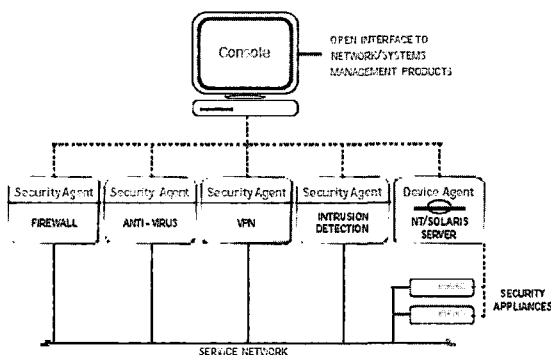 Console
OPEN INTERFACE TO
NETWORK/SYSTEMS
MANAGEMENT PRODUCTS
Security Agent
FIREWALL
Security Agent
ANTI-VIRUS
Security Agent
VPN
Security Agent
INTRUSION
DETECTION
Device Agent
NT/SOLARIS
SERVER
SECURITY
APPLIANCES
SERVICE NETWORK